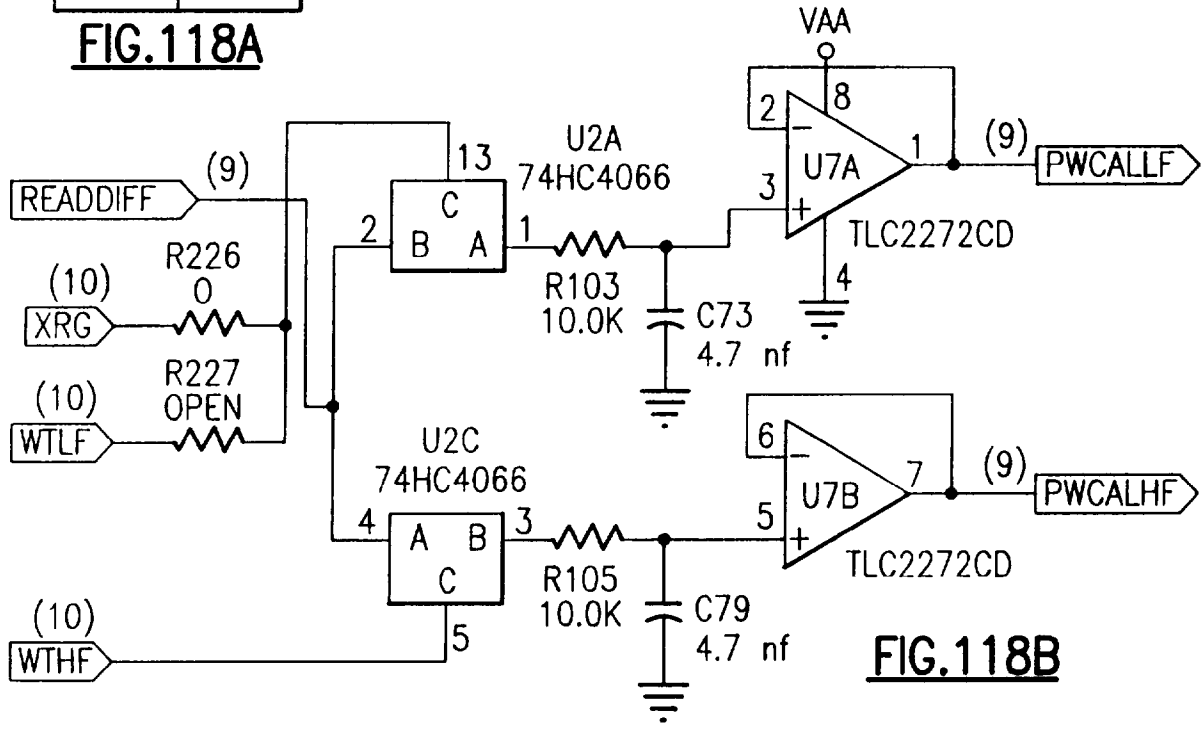 FIG.118A
VAA
8
2
−
U7A
1
(9)
PWCALLF
3
+
TLC2272CD
4
U2A
74HC4066
13
C
2
B
A
1
READDIFF
(9)
R103
10.0K
C73
4.7 nf
R226
0
(10)
XRG
R227
OPEN
(10)
WTLF
U2C
74HC4066
4
A
B
3
C
5
R105
10.0K
C79
4.7 nf
6
−
U7B
7
(9)
PWCALHF
5
+
TLC2272CD
(10)
WTHF
FIG.118B